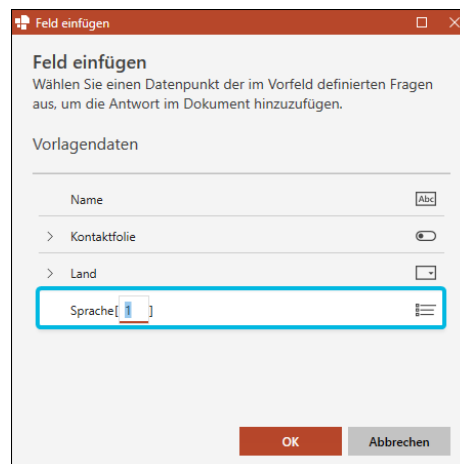 Feld einfügen
Feld einfügen
Wählen Sie einen Datenpunkt der im Vorfeld definierten Fragen
aus, um die Antwort im Dokument hinzuzufügen.
Vorlagendaten
Name Abc
Kontaktfolie
Land
Sprache[ 1 ]
OK Abbrechen